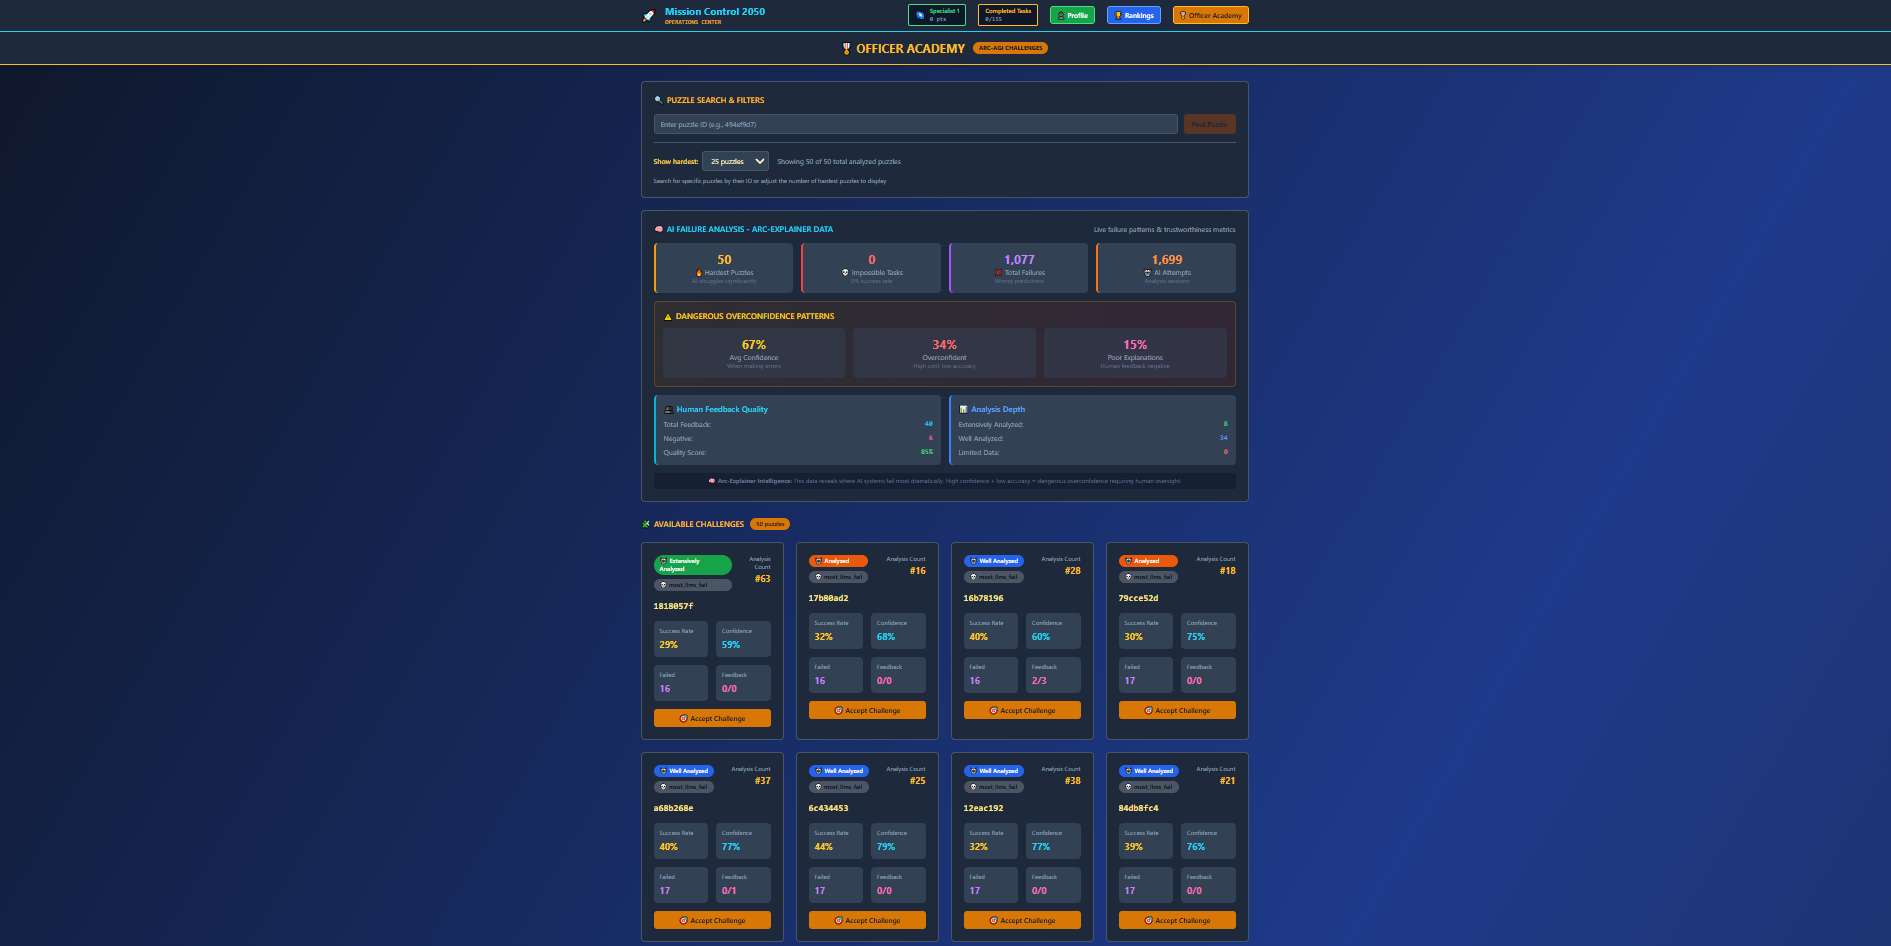 Mission Control 2050
OPERATIONS CENTER
Specialist 1
0 pts
Completed Tasks
0/155
Profile
Rankings
Officer Academy
OFFICER ACADEMY
ARC-AGI CHALLENGES
PUZZLE SEARCH & FILTERS
Enter puzzle ID (e.g., 494ef9d7)
Find Puzzle
Show hardest:
25 puzzles
Showing 50 of 50 total analyzed puzzles
Search for specific puzzles by their ID or adjust the number of hardest puzzles to display
AI FAILURE ANALYSIS - ARC-EXPLAINER DATA
Live failure patterns & trustworthiness metrics
50
Hardest Puzzles
AI struggles significantly
0
Impossible Tasks
0% success rate
1,077
Total Failures
Wrong predictions
1,699
AI Attempts
Analysis sessions
DANGEROUS OVERCONFIDENCE PATTERNS
67%
Avg Confidence
When making errors
34%
Overconfident
High conf, low accuracy
15%
Poor Explanations
Human feedback negative
Human Feedback Quality
Total Feedback: 40
Negative: 6
Quality Score: 85%
Analysis Depth
Extensively Analyzed: 8
Well Analyzed: 34
Limited Data: 0
Arc-Explainer Intelligence: This data reveals where AI systems fail most dramatically. High confidence + low accuracy = dangerous overconfidence requiring human oversight.
AVAILABLE CHALLENGES
50 puzzles
Extensively
Analyzed
most_llms_fail
Analysis
Count
#63
1818057f
Success Rate
29%
Confidence
59%
Failed
16
Feedback
0/0
Accept Challenge
Analyzed
most_llms_fail
Analysis Count
#16
17b80ad2
Success Rate
32%
Confidence
68%
Failed
16
Feedback
0/0
Accept Challenge
Well Analyzed
most_llms_fail
Analysis Count
#28
16b78196
Success Rate
40%
Confidence
60%
Failed
16
Feedback
2/3
Accept Challenge
Analyzed
most_llms_fail
Analysis Count
#18
79cce52d
Success Rate
30%
Confidence
75%
Failed
17
Feedback
0/0
Accept Challenge
Well Analyzed
most_llms_fail
Analysis Count
#37
a68b268e
Success Rate
40%
Confidence
77%
Failed
17
Feedback
0/1
Accept Challenge
Well Analyzed
most_llms_fail
Analysis Count
#25
6c434453
Success Rate
44%
Confidence
79%
Failed
17
Feedback
0/0
Accept Challenge
Well Analyzed
most_llms_fail
Analysis Count
#38
12eac192
Success Rate
32%
Confidence
77%
Failed
17
Feedback
0/0
Accept Challenge
Well Analyzed
most_llms_fail
Analysis Count
#21
84db8fc4
Success Rate
39%
Confidence
76%
Failed
17
Feedback
0/0
Accept Challenge